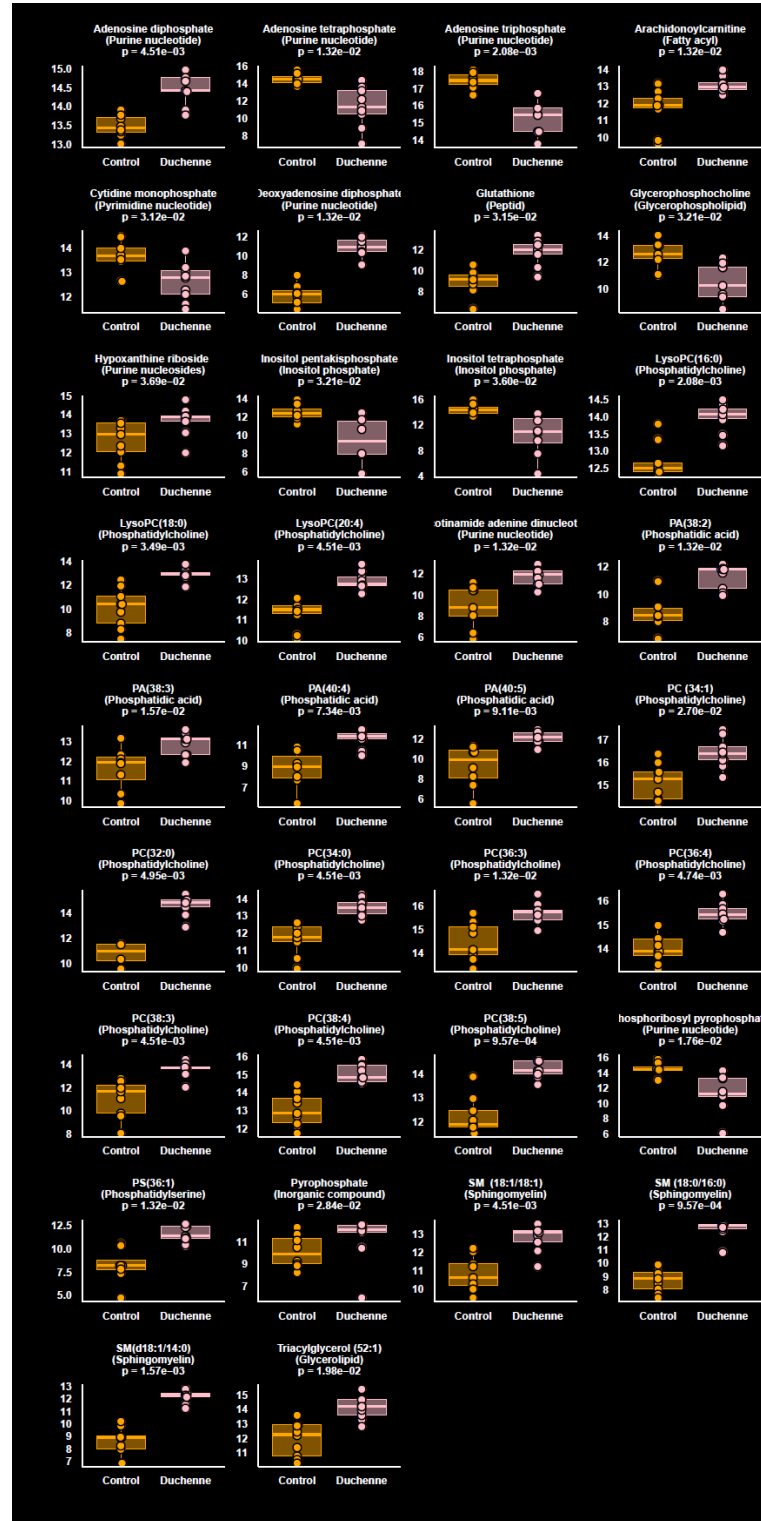 Adenosine diphosphate
(Purine nucleotide)
p = 4.51e−03
15.0
14.5
14.0
13.5
13.0
Control Duchenne
Adenosine tetraphosphate
(Purine nucleotide)
p = 1.32e−02
16
14
12
10
8
Control Duchenne
Adenosine triphosphate
(Purine nucleotide)
p = 2.08e−03
18
17
16
15
14
Control Duchenne
Arachidonoylcarnitine
(Fatty acyl)
p = 1.32e−02
14
13
12
11
10
Control Duchenne
Cytidine monophosphate
(Pyrimidine nucleotide)
p = 3.12e−02
14
13
12
Control Duchenne
Deoxyadenosine diphosphate
(Purine nucleotide)
p = 1.32e−02
12
10
8
6
Control Duchenne
Glutathione
(Peptid)
p = 3.15e−02
12
10
8
Control Duchenne
Glycerophosphocholine
(Glycerophospholipid)
p = 3.21e−02
14
12
10
Control Duchenne
Hypoxanthine riboside
(Purine nucleosides)
p = 3.69e−02
15
14
13
12
11
Control Duchenne
Inositol pentakisphosphate
(Inositol phosphate)
p = 3.21e−02
14
12
10
8
6
Control Duchenne
Inositol tetraphosphate
(Inositol phosphate)
p = 3.60e−02
16
12
8
4
Control Duchenne
LysoPC(16:0)
(Phosphatidylcholine)
p = 2.08e−03
14.5
14.0
13.5
13.0
12.5
Control Duchenne
LysoPC(18:0)
(Phosphatidylcholine)
p = 3.49e−03
14
12
10
8
Control Duchenne
LysoPC(20:4)
(Phosphatidylcholine)
p = 4.51e−03
13
12
11
10
Control Duchenne
otinamide adenine dinucleot
(Purine nucleotide)
p = 1.32e−02
12
10
8
6
Control Duchenne
PA(38:2)
(Phosphatidic acid)
p = 1.32e−02
12
10
8
Control Duchenne
PA(38:3)
(Phosphatidic acid)
p = 1.57e−02
13
12
11
10
Control Duchenne
PA(40:4)
(Phosphatidic acid)
p = 7.34e−03
11
9
7
Control Duchenne
PA(40:5)
(Phosphatidic acid)
p = 9.11e−03
12
10
8
6
Control Duchenne
PC (34:1)
(Phosphatidylcholine)
p = 2.70e−02
17
16
15
Control Duchenne
PC(32:0)
(Phosphatidylcholine)
p = 4.95e−03
14
12
10
Control Duchenne
PC(34:0)
(Phosphatidylcholine)
p = 4.51e−03
14
13
12
11
10
Control Duchenne
PC(36:3)
(Phosphatidylcholine)
p = 1.32e−02
16
15
14
Control Duchenne
PC(36:4)
(Phosphatidylcholine)
p = 4.74e−03
16
15
14
Control Duchenne
PC(38:3)
(Phosphatidylcholine)
p = 4.51e−03
14
12
10
8
Control Duchenne
PC(38:4)
(Phosphatidylcholine)
p = 4.51e−03
16
15
14
13
12
Control Duchenne
PC(38:5)
(Phosphatidylcholine)
p = 9.57e−04
14
13
12
Control Duchenne
hosphoribosyl pyrophosphat
(Purine nucleotide)
p = 1.76e−02
16
14
12
10
8
6
Control Duchenne
PS(36:1)
(Phosphatidylserine)
p = 1.32e−02
12.5
10.0
7.5
5.0
Control Duchenne
Pyrophosphate
(Inorganic compound)
p = 2.84e−02
11
9
7
Control Duchenne
SM (18:1/18:1)
(Sphingomyelin)
p = 4.51e−03
13
12
11
10
Control Duchenne
SM (18:0/16:0)
(Sphingomyelin)
p = 9.57e−04
13
12
11
10
9
8
Control Duchenne
SM(d18:1/14:0)
(Sphingomyelin)
p = 1.57e−03
13
12
11
10
9
8
7
Control Duchenne
Triacylglycerol (52:1)
(Glycerolipid)
p = 1.98e−02
15
14
13
12
11
Control Duchenne